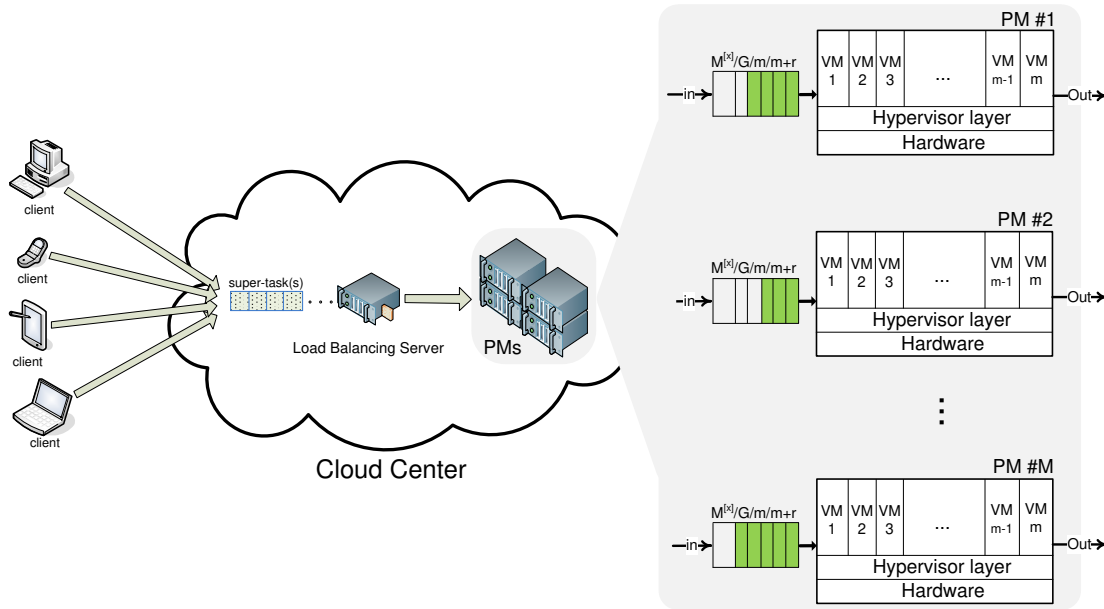 client
client
client
client
super-task(s)
Load Balancing Server
PMs
Cloud Center
PM #1
M[x]/G/m/m+r
in
VM 1
VM 2
VM 3
...
VM m-1
VM m
Out
Hypervisor layer
Hardware
PM #2
M[x]/G/m/m+r
in
VM 1
VM 2
VM 3
...
VM m-1
VM m
Out
Hypervisor layer
Hardware
PM #M
M[x]/G/m/m+r
in
VM 1
VM 2
VM 3
...
VM m-1
VM m
Out
Hypervisor layer
Hardware